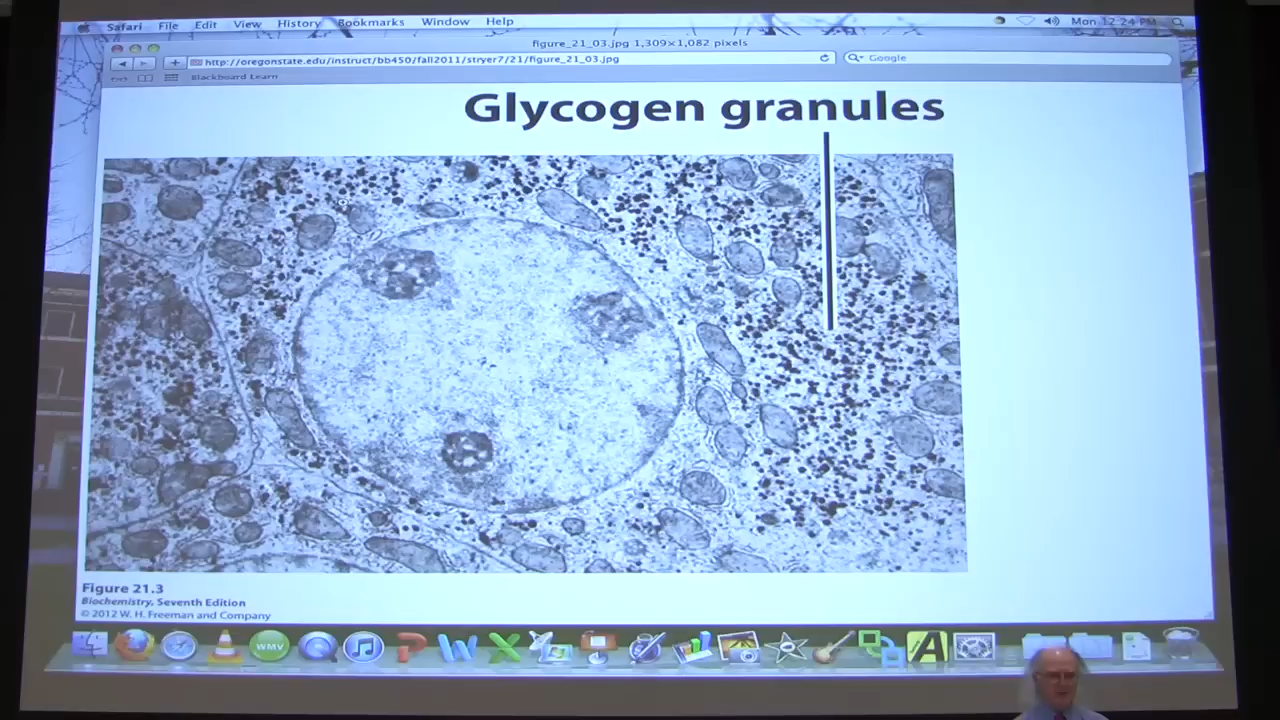 Safari File Edit View History Bookmarks Window Help Mon 12:24 PM
figure_21_03.jpg 1,309×1,082 pixels
http://oregonstate.edu/instruct/bb450/fall2011/stryer7/21/figure_21_03.jpg Google
Blackboard Learn
Glycogen granules
Figure 21.3
Biochemistry, Seventh Edition
© 2012 W. H. Freeman and Company
WMV